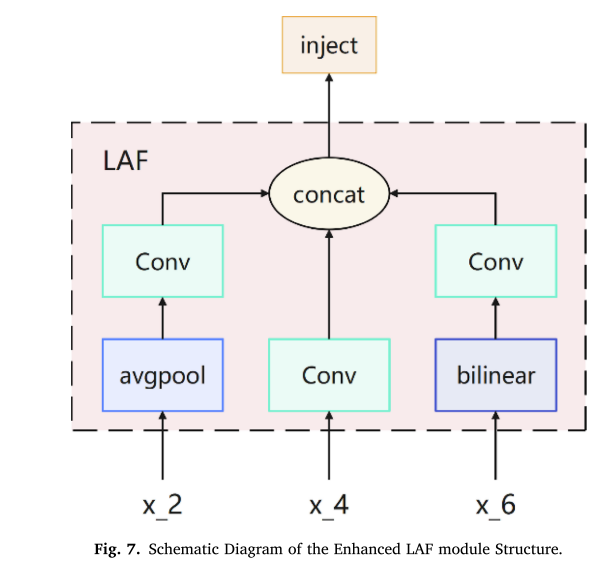 inject
LAF
concat
Conv
Conv
avgpool
Conv
bilinear
x_2
x_4
x_6
Fig. 7. Schematic Diagram of the Enhanced LAF module Structure.